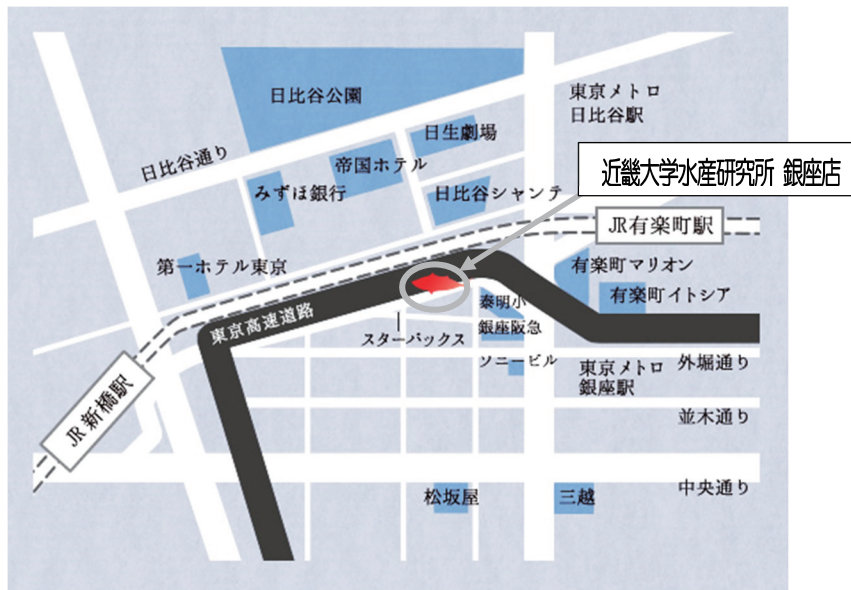 日比谷公園
東京メトロ
日比谷駅
日生劇場
日比谷通り
帝国ホテル
近畿大学水産研究所 銀座店
みずほ銀行
日比谷シャンテ
JR有楽町駅
第一ホテル東京
有楽町マリオン
有楽町イトシア
泰明小
東京高速道路
銀座阪急
スターバックス
ソニービル
東京メトロ
銀座駅
外堀通り
JR新橋駅
並木通り
中央通り
松坂屋
三越